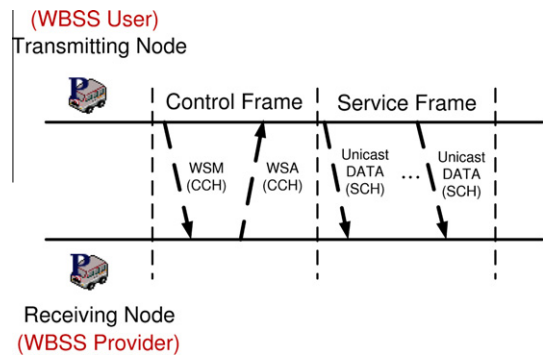 (WBSS User)
Transmitting Node
P
Control Frame
Service Frame
WSM
(CCH)
WSA
(CCH)
Unicast
DATA
(SCH)
...
Unicast
DATA
(SCH)
P
Receiving Node
(WBSS Provider)